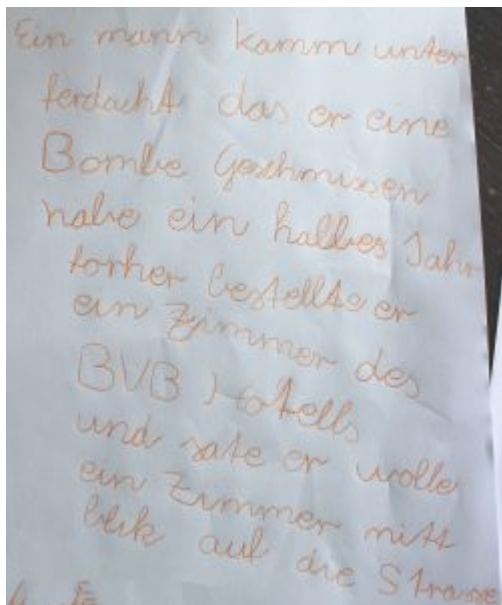 Ein mann kamm unter
ferdacht das er eine
Bombe Geschmissen
habe ein halbes Jahr
forher bestellte er
ein Zimmer des
BVB Hotells
und sate er wolle
ein Zimmer mitt
blik auf die Strasse